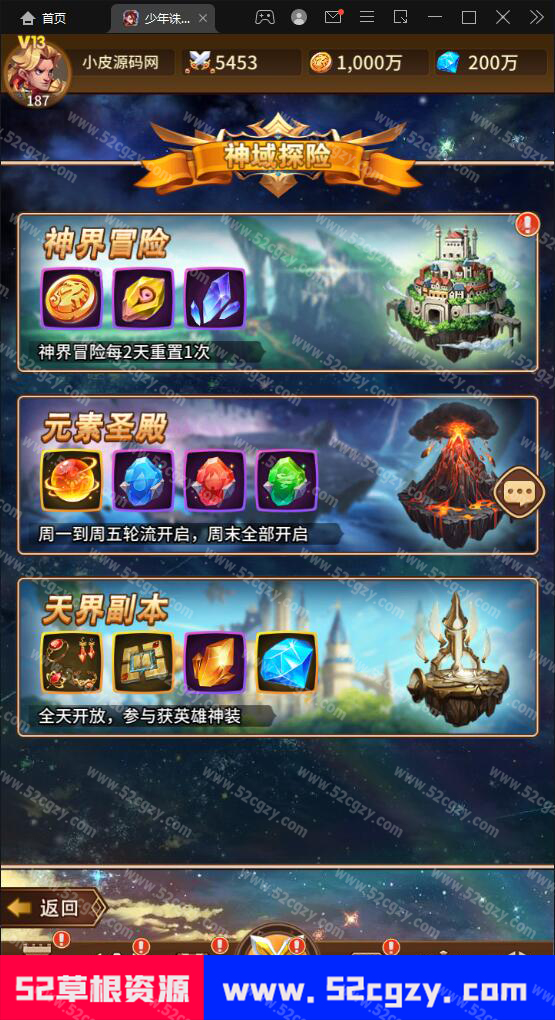 首页
少年诛...
V13
187
小皮源码网
5453
1,000万
200万
神域探险
神界冒险
神界冒险每2天重置1次
元素圣殿
周一到周五轮流开启，周末全部开启
天界副本
全天开放，参与获英雄神装
返回
www.52cgzy.com
52草根资源
www.52cgzy.com